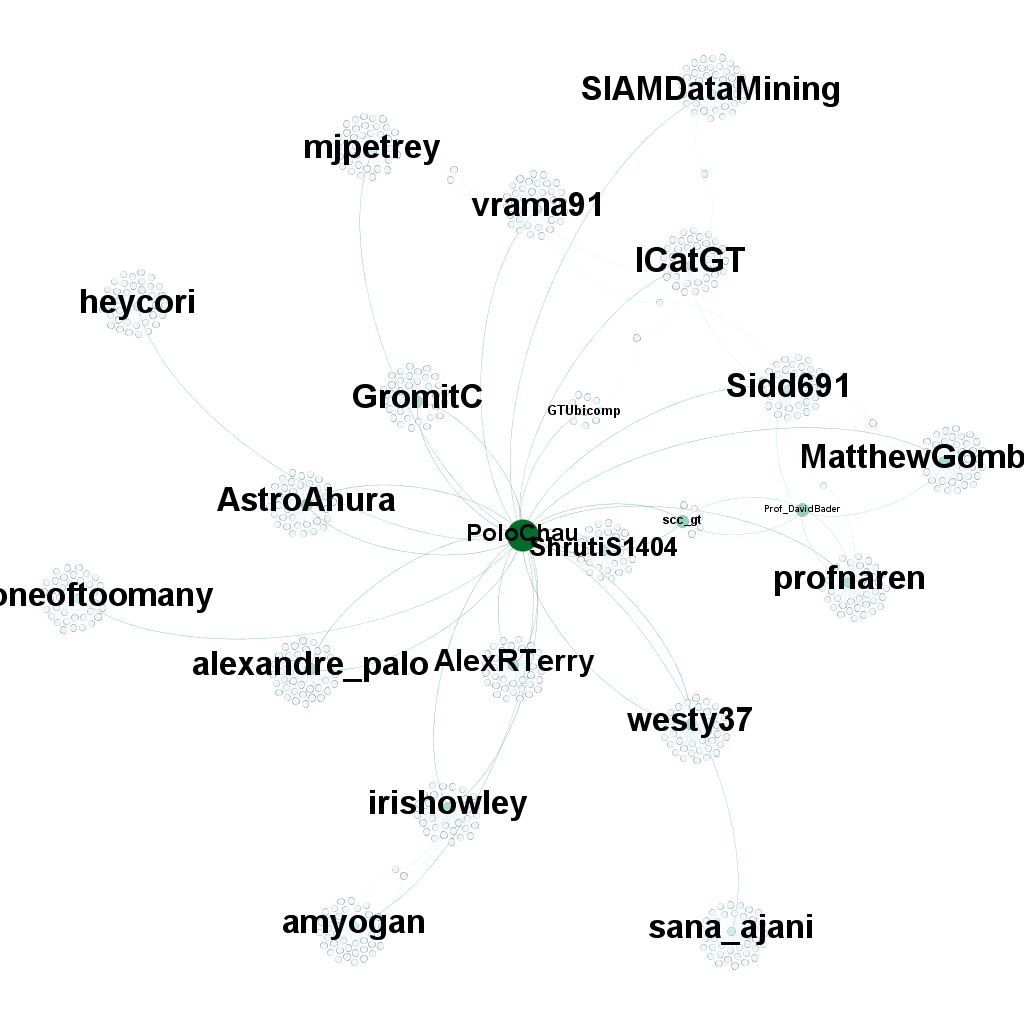 SIAMDataMining
mjpetrey
vrama91
ICatGT
heycori
Sidd691
GromitC
GTUbicomp
MatthewGomb
AstroAhura
Prof_DavidBader
scc_gt
PoloChau
ShrutiS1404
profnaren
oneoftoomany
alexandre_palo
AlexRTerry
westy37
irishowley
amyogan
sana_ajani